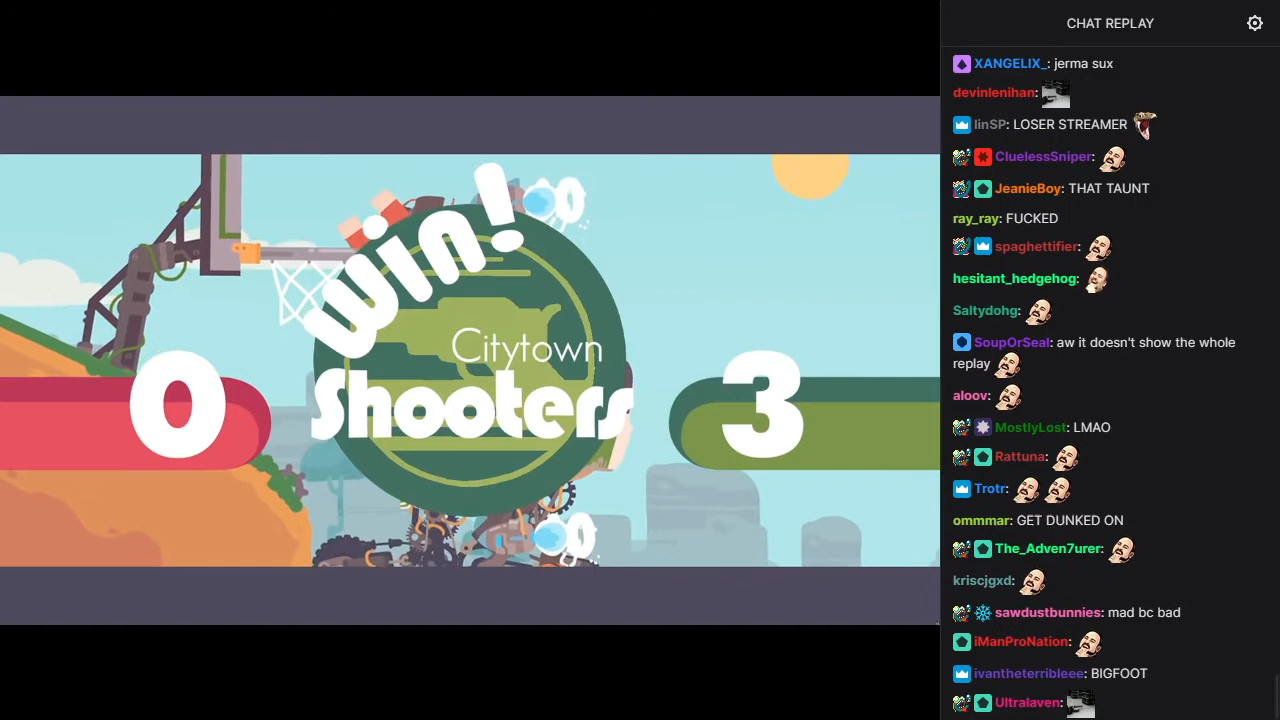 CHAT REPLAY
Win!
0
0
Citytown
Shooters
0
3
XANGELIX_: jerma sux
devinlenihan:
linSP: LOSER STREAMER
CluelessSniper:
JeanieBoy: THAT TAUNT
ray_ray: FUCKED
spaghettifier:
hesitant_hedgehog:
Saltydohg:
SoupOrSeal: aw it doesn't show the whole
replay
aloov:
MostlyLost: LMAO
Rattuna:
Trotr:
ommmar: GET DUNKED ON
The_Adven7urer:
kriscjgxd:
sawdustbunnies: mad bc bad
iManProNation:
ivantheterribleee: BIGFOOT
Ultralaven: